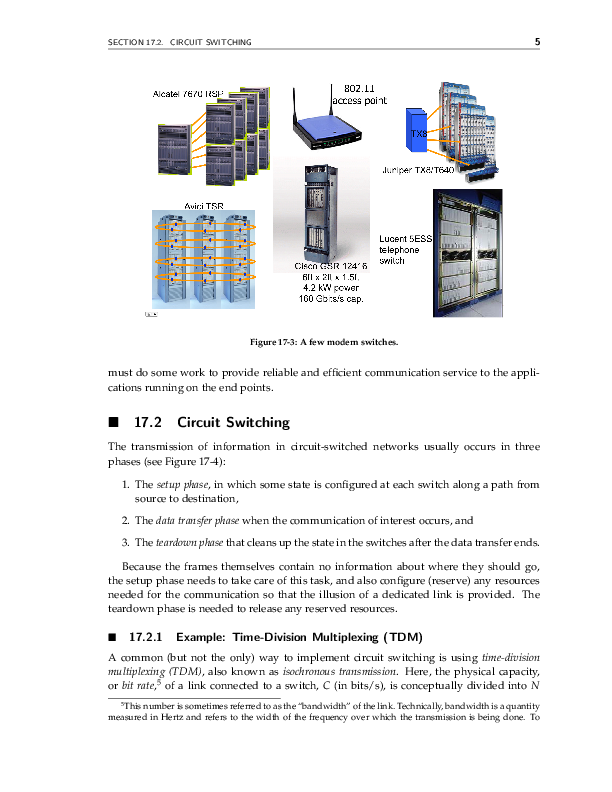 SECTION 17.2. CIRCUIT SWITCHING 5
Alcatel 7670 RSP
802.11
access point
TX8
Juniper TX8/T640
Avici TSR
Lucent 5ESS
telephone
switch
Cisco GSR 12416
6ft x 2ft x 1.5ft
4.2 kW power
160 Gbits/s cap.
Figure 17-3: A few modern switches.
must do some work to provide reliable and efficient communication service to the appli-
cations running on the end points.
■ 17.2 Circuit Switching
The transmission of information in circuit-switched networks usually occurs in three
phases (see Figure 17-4):
1. The setup phase, in which some state is configured at each switch along a path from
source to destination,
2. The data transfer phase when the communication of interest occurs, and
3. The teardown phase that cleans up the state in the switches after the data transfer ends.
Because the frames themselves contain no information about where they should go,
the setup phase needs to take care of this task, and also configure (reserve) any resources
needed for the communication so that the illusion of a dedicated link is provided. The
teardown phase is needed to release any reserved resources.
■ 17.2.1 Example: Time-Division Multiplexing (TDM)
A common (but not the only) way to implement circuit switching is using time-division
multiplexing (TDM), also known as isochronous transmission. Here, the physical capacity,
or bit rate,⁵ of a link connected to a switch, C (in bits/s), is conceptually divided into N
⁵This number is sometimes referred to as the “bandwidth” of the link. Technically, bandwidth is a quantity
measured in Hertz and refers to the width of the frequency over which the transmission is being done. To